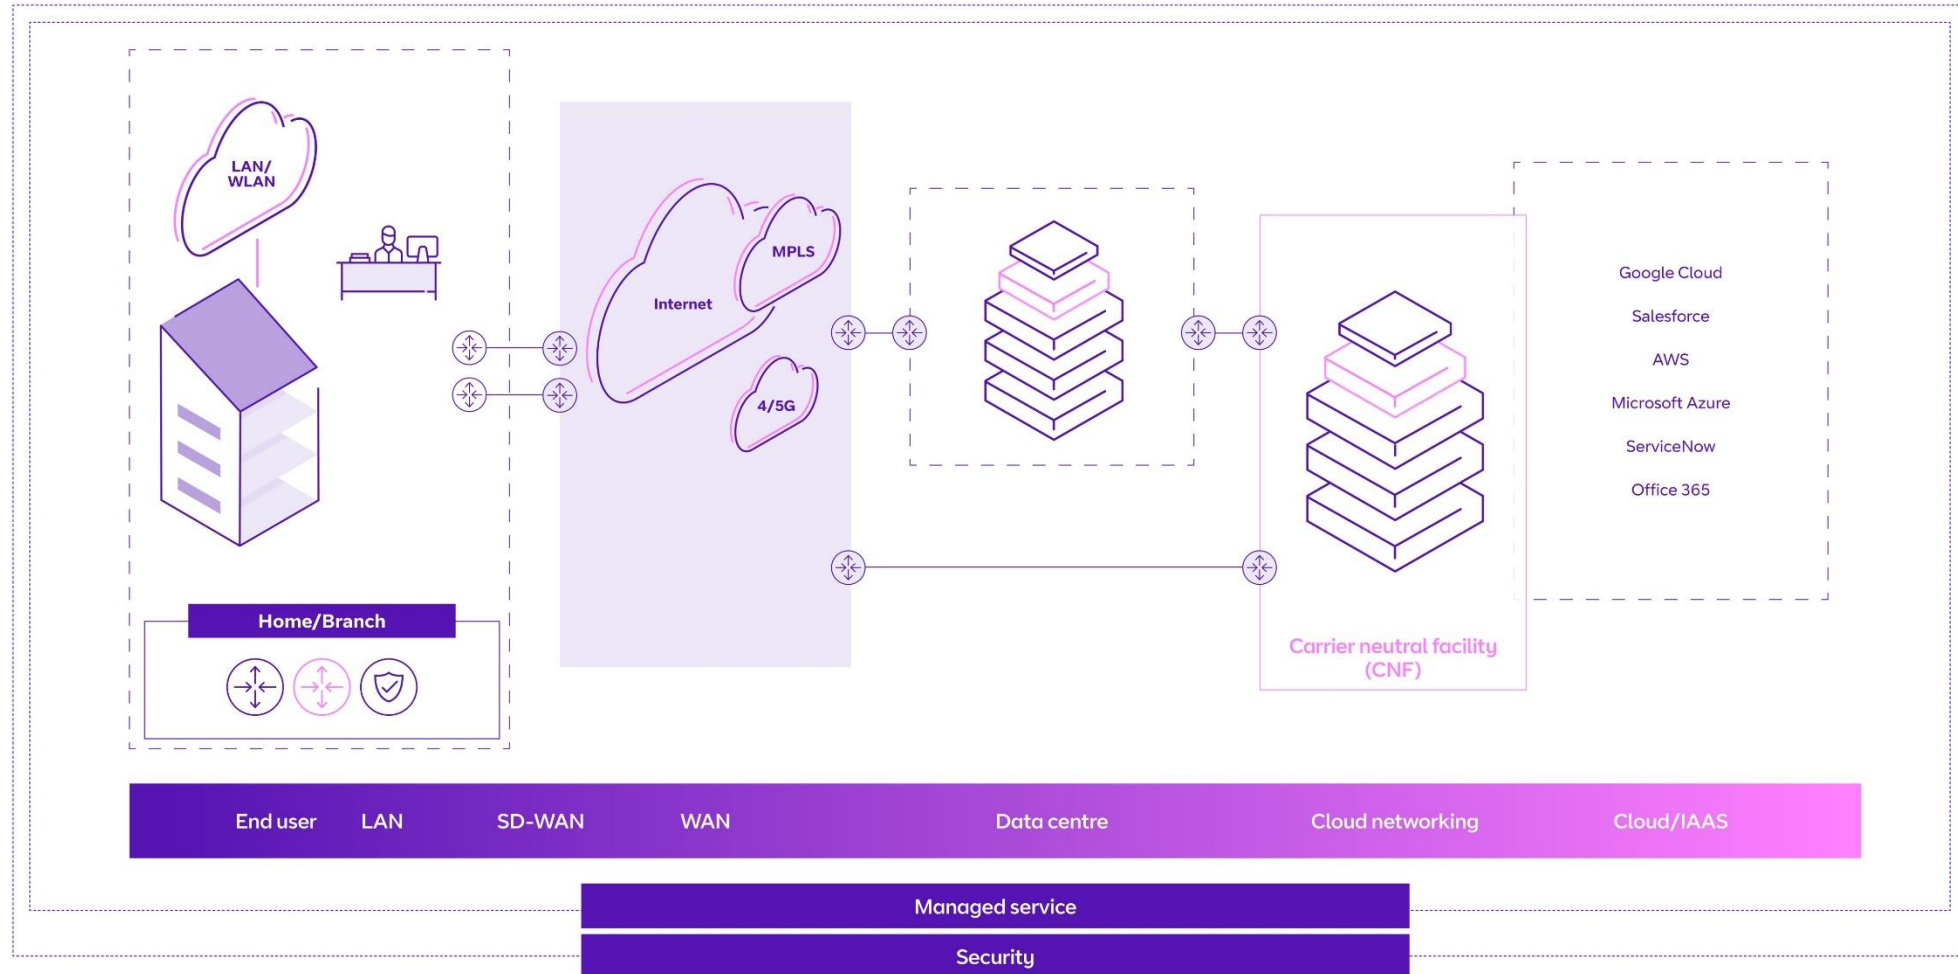 LAN/
WLAN
Internet
MPLS
4/5G
Google Cloud
Salesforce
AWS
Microsoft Azure
ServiceNow
Office 365
Home/Branch
Carrier neutral facility
(CNF)
End user LAN SD-WAN WAN Data centre Cloud networking Cloud/IAAS
Managed service
Security